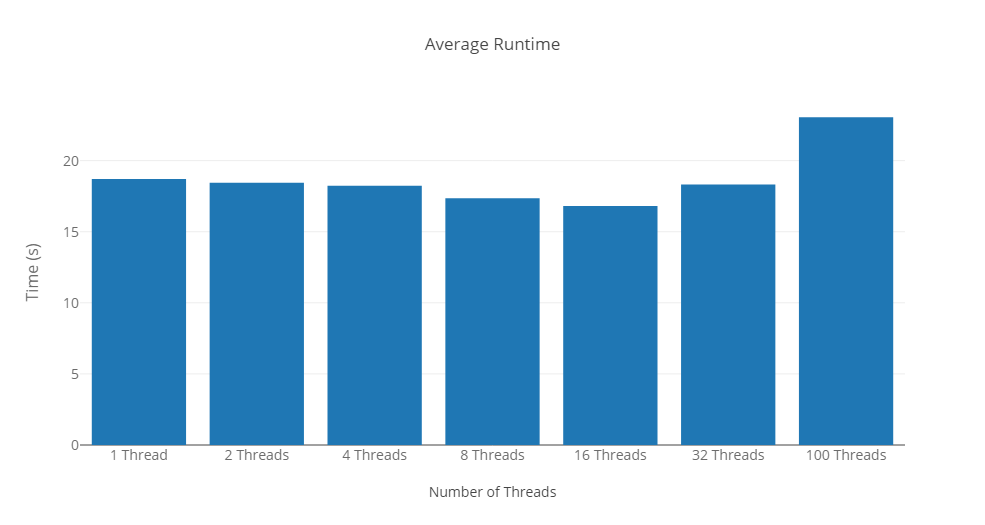 Average Runtime
Time (s)
20
15
10
5
0
1 Thread
2 Threads
4 Threads
8 Threads
16 Threads
32 Threads
100 Threads
Number of Threads